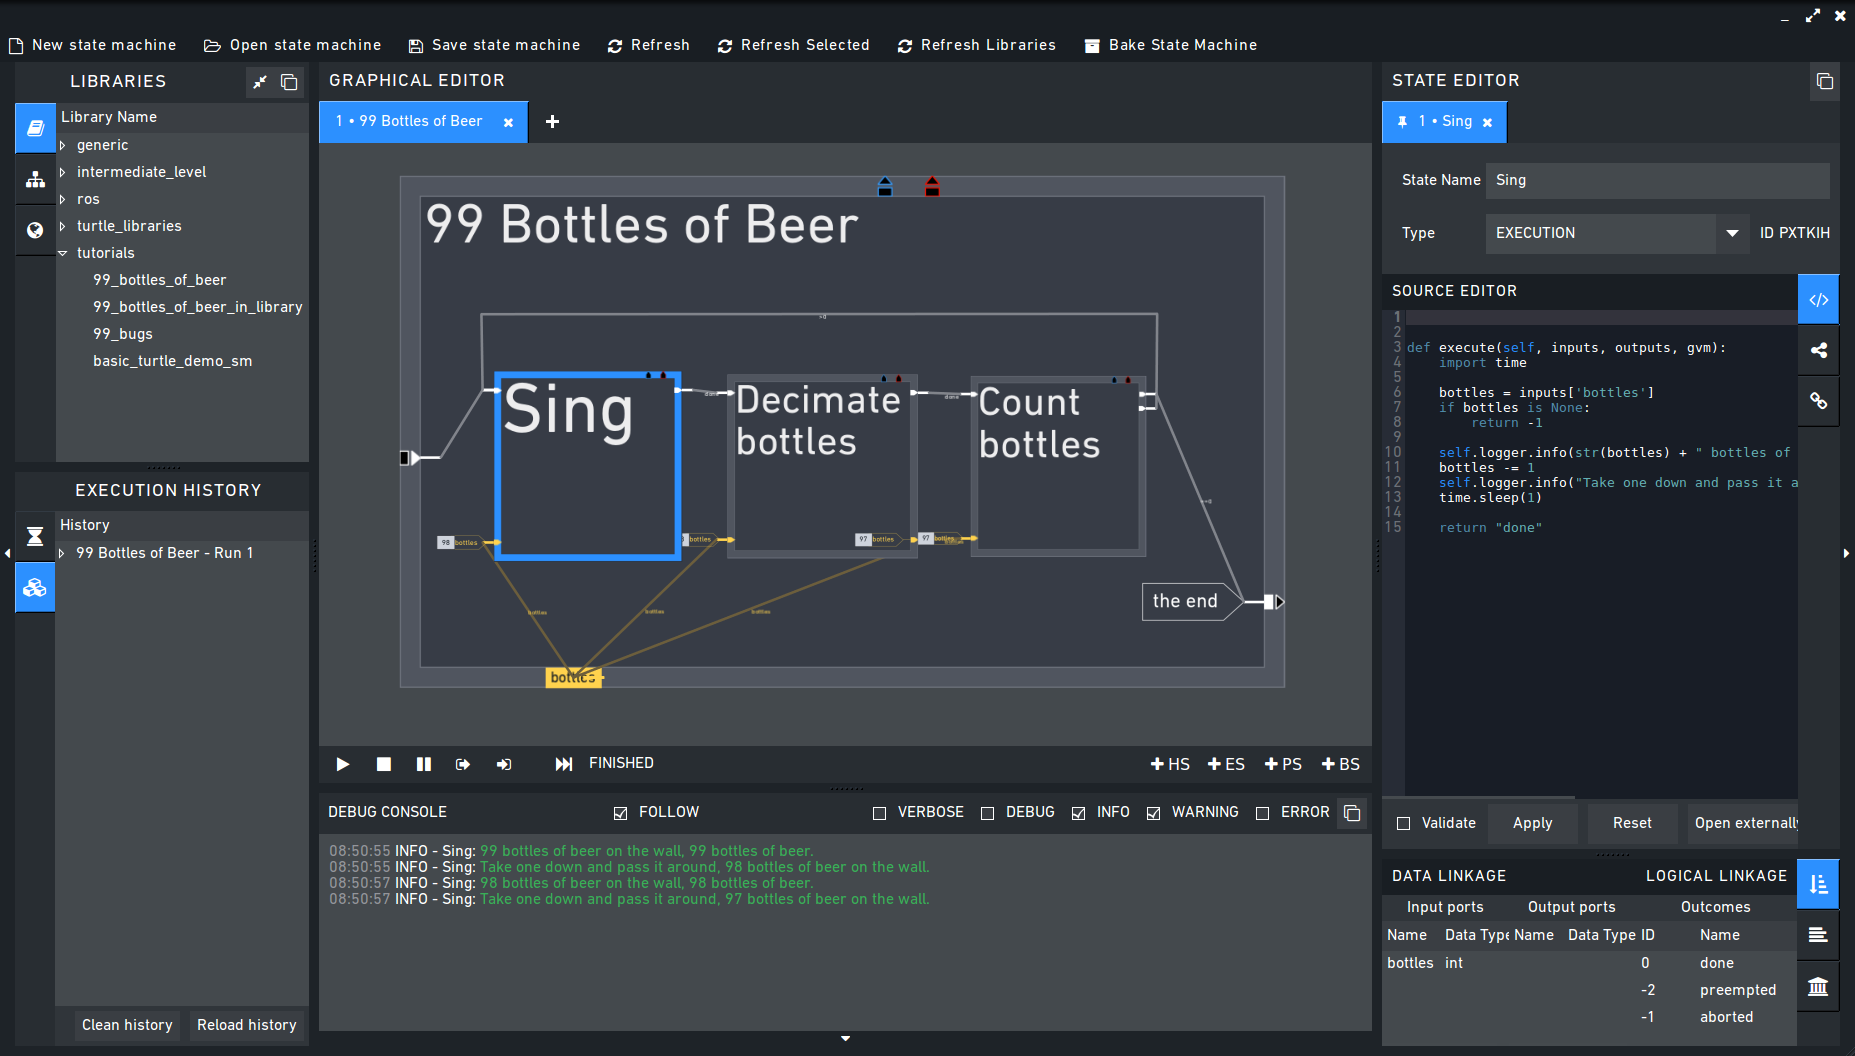 New state machine
Open state machine
Save state machine
Refresh
Refresh Selected
Refresh Libraries
Bake State Machine
LIBRARIES
Library Name
generic
intermediate_level
ros
turtle_libraries
tutorials
99_bottles_of_beer
99_bottles_of_beer_in_library
99_bugs
basic_turtle_demo_sm
EXECUTION HISTORY
History
99 Bottles of Beer - Run 1
Clean history
Reload history
GRAPHICAL EDITOR
1 • 99 Bottles of Beer
99 Bottles of Beer
Sing
done
Decimate
bottles
done
Count
bottles
98 bottles
bottles
97 bottles
97 bottles
bottles
bottles
bottles
the end
bottles
FINISHED
HS
ES
PS
BS
DEBUG CONSOLE
FOLLOW
VERBOSE
DEBUG
INFO
WARNING
ERROR
08:50:55 INFO - Sing: 99 bottles of beer on the wall, 99 bottles of beer.
08:50:55 INFO - Sing: Take one down and pass it around, 98 bottles of beer on the wall.
08:50:57 INFO - Sing: 98 bottles of beer on the wall, 98 bottles of beer.
08:50:57 INFO - Sing: Take one down and pass it around, 97 bottles of beer on the wall.
STATE EDITOR
1 • Sing
State Name Sing
Type EXECUTION ID PXTKIH
SOURCE EDITOR
1
2
3 def execute(self, inputs, outputs, gvm):
4 import time
5
6 bottles = inputs['bottles']
7 if bottles is None:
8 return -1
9
10 self.logger.info(str(bottles) + " bottles of
11 bottles -= 1
12 self.logger.info("Take one down and pass it a
13 time.sleep(1)
14
15 return "done"
Validate
Apply
Reset
Open externally
DATA LINKAGE
LOGICAL LINKAGE
Input ports Output ports Outcomes
Name Data Type Name Data Type ID Name
bottles int 0 done
-2 preempted
-1 aborted